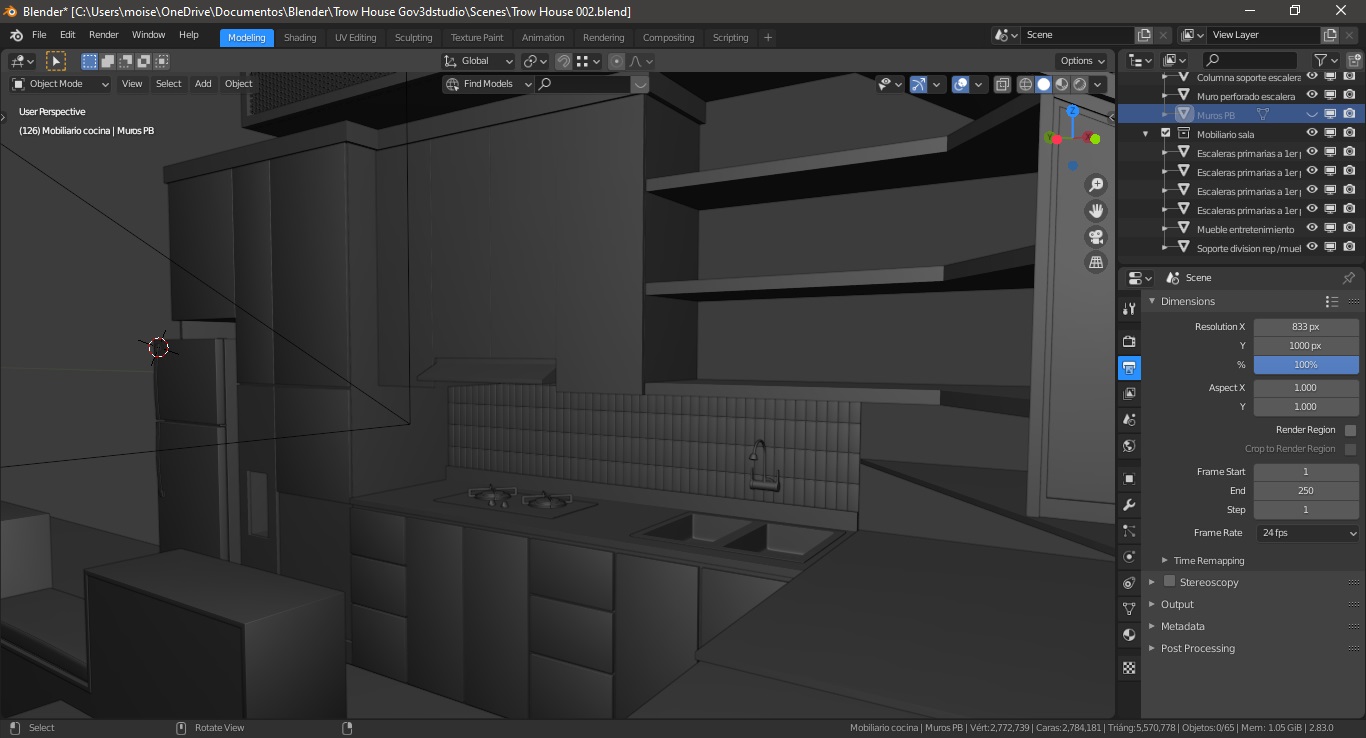 Blender* [C:\Users\moise\OneDrive\Documentos\Blender\Trow House Gov3dstudio\Scenes\Trow House 002.blend]
File Edit Render Window Help Modeling Shading UV Editing Sculpting Texture Paint Animation Rendering Compositing Scripting + Scene View Layer
Global Options
Object Mode View Select Add Object Find Models
User Perspective
(126) Mobiliario cocina | Muros PB
Z
Columna soporte escalera
Muro perforado escalera
Muros PB
Mobiliario sala
Escaleras primarias a 1er p
Escaleras primarias a 1er p
Escaleras primarias a 1er p
Escaleras primarias a 1er p
Mueble entretenimiento
Soporte division rep /muel
Scene
Dimensions
Resolution X 833 px
Y 1000 px
% 100%
Aspect X 1.000
Y 1.000
Render Region
Crop to Render Region
Frame Start 1
End 250
Step 1
Frame Rate 24 fps
Time Remapping
Stereoscopy
Output
Metadata
Post Processing
Select Rotate View Mobiliario cocina | Muros PB | Vért:2,772,739 | Caras:2,784,181 | Triáng:5,570,778 | Objetos:0/65 | Mem: 1.05 GiB | 2.83.0